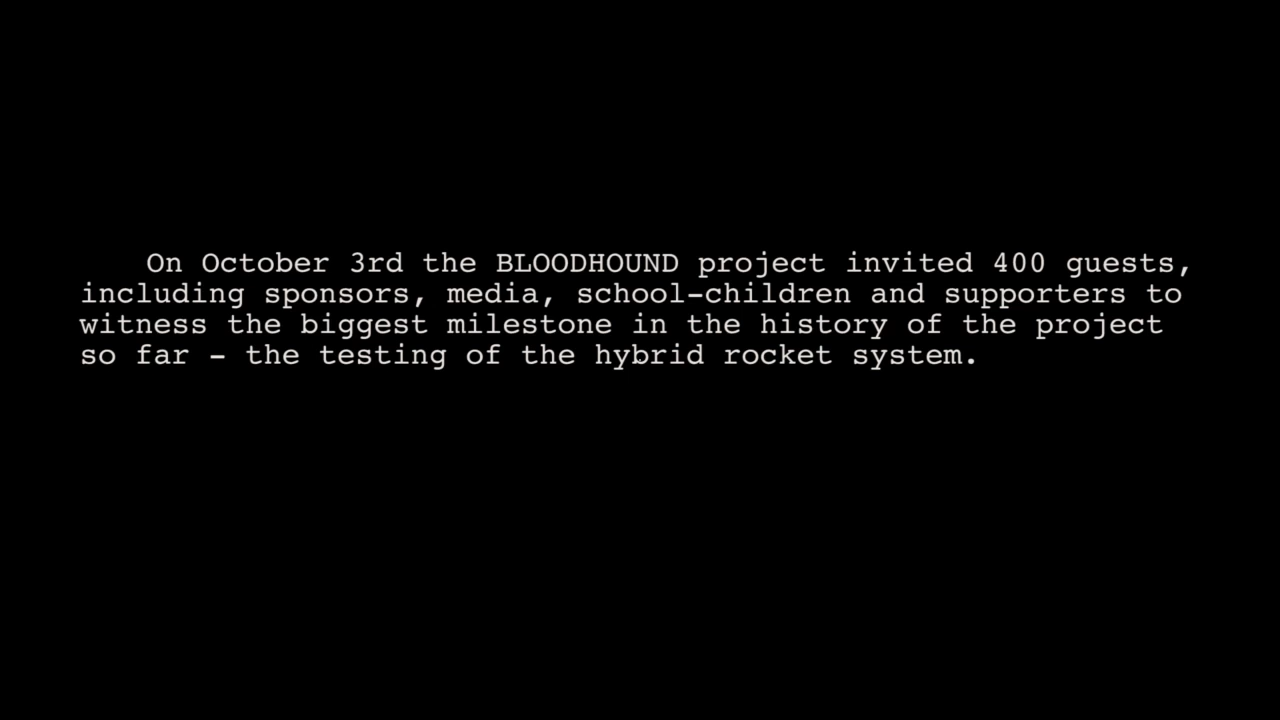 On October 3rd the BLOODHOUND project invited 400 guests,
including sponsors, media, school-children and supporters to
witness the biggest milestone in the history of the project
so far - the testing of the hybrid rocket system.